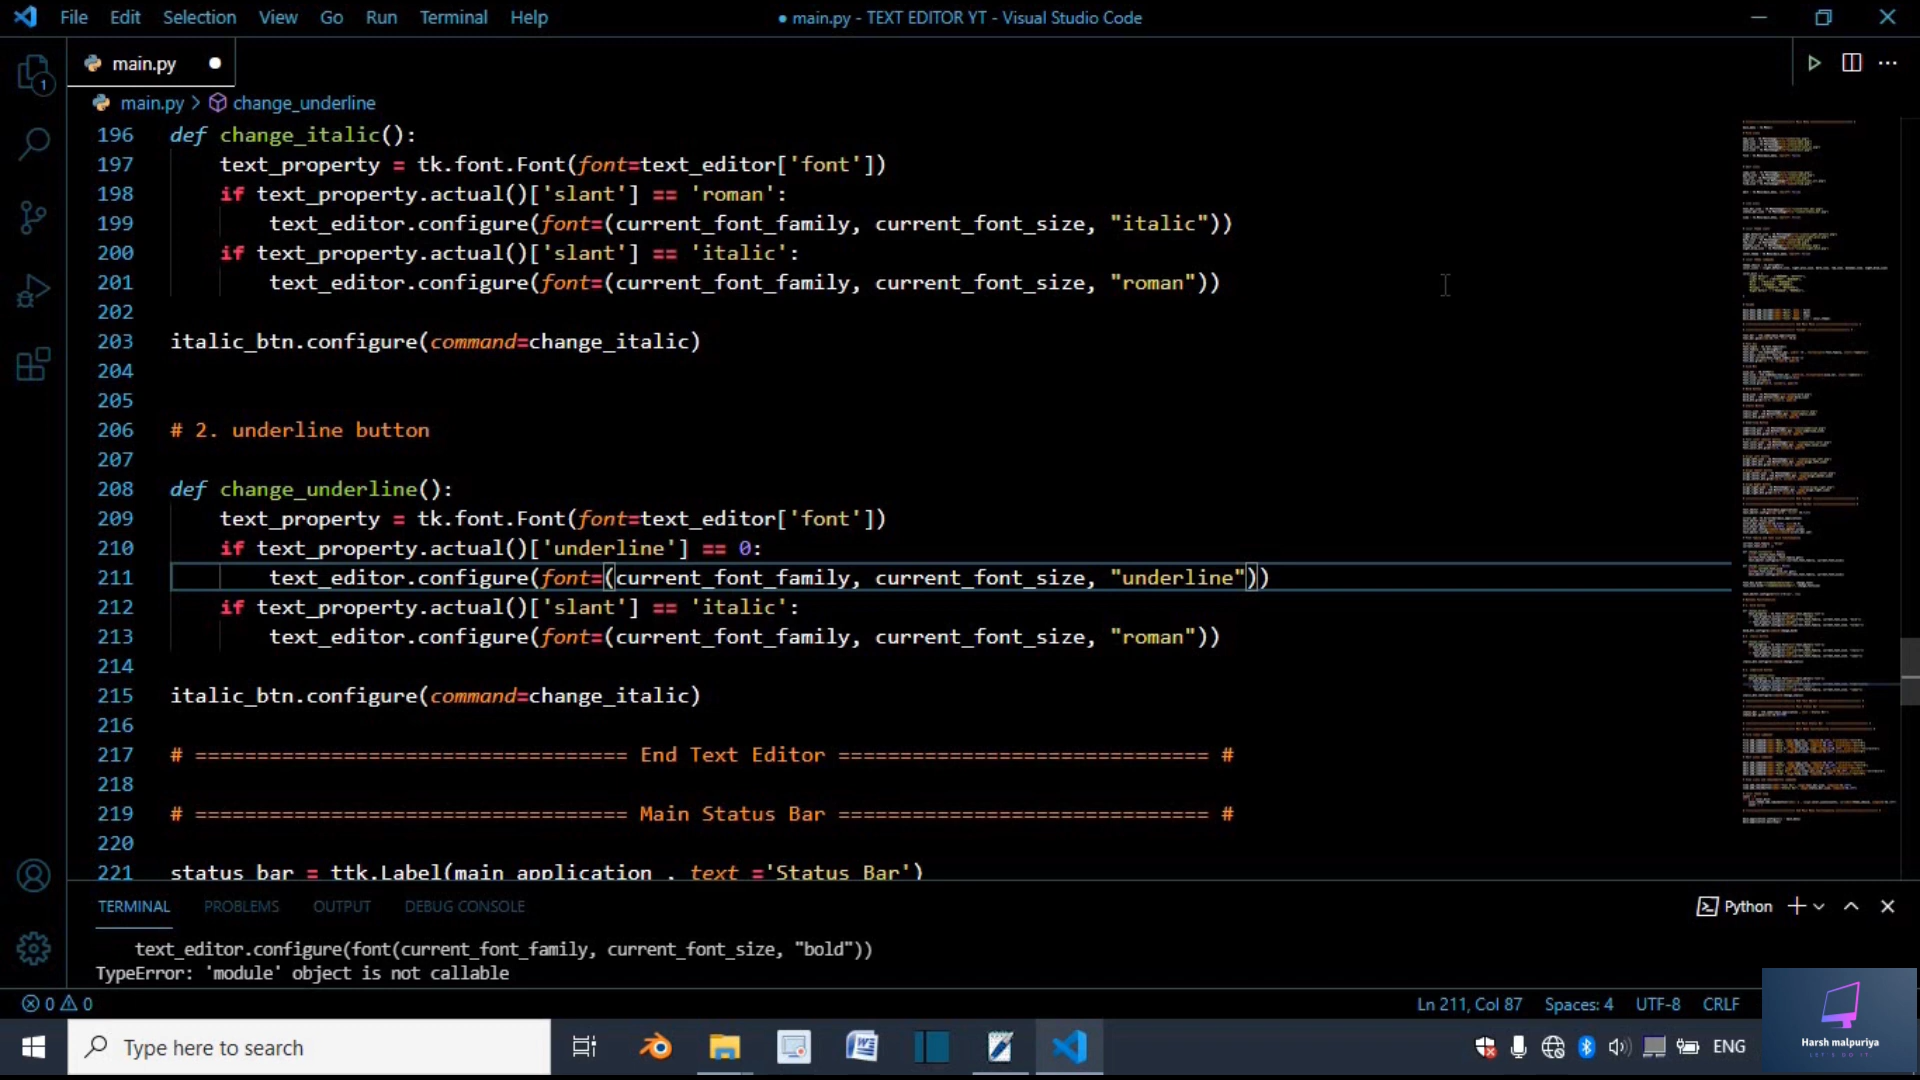 File Edit Selection View Go Run Terminal Help
● main.py - TEXT EDITOR YT - Visual Studio Code
main.py
main.py > change_underline
196 def change_italic():
197 text_property = tk.font.Font(font=text_editor['font'])
198 if text_property.actual()['slant'] == 'roman':
199 text_editor.configure(font=(current_font_family, current_font_size, "italic"))
200 if text_property.actual()['slant'] == 'italic':
201 text_editor.configure(font=(current_font_family, current_font_size, "roman"))
202
203 italic_btn.configure(command=change_italic)
204
205
206 # 2. underline button
207
208 def change_underline():
209 text_property = tk.font.Font(font=text_editor['font'])
210 if text_property.actual()['underline'] == 0:
211 text_editor.configure(font=(current_font_family, current_font_size, "underline"))
212 if text_property.actual()['slant'] == 'italic':
213 text_editor.configure(font=(current_font_family, current_font_size, "roman"))
214
215 italic_btn.configure(command=change_italic)
216
217 # =================================== End Text Editor ============================== #
218
219 # =================================== Main Status Bar ============================== #
220
221 status_bar = ttk.Label(main_application , text ='Status Bar')
TERMINAL PROBLEMS OUTPUT DEBUG CONSOLE
Python
text_editor.configure(font(current_font_family, current_font_size, "bold"))
TypeError: 'module' object is not callable
0 0
Ln 211, Col 87 Spaces: 4 UTF-8 CRLF
Type here to search
ENG
Harsh malpuriya
LET'S DO IT
1